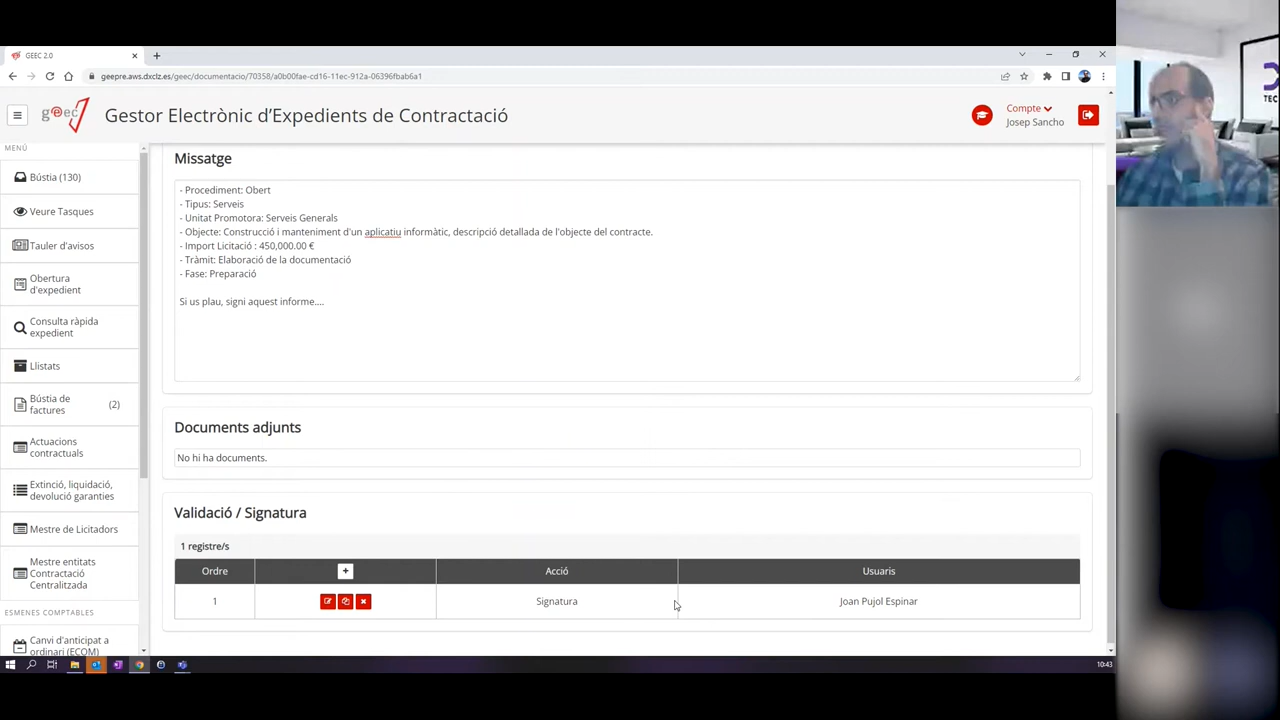 GEEC 2.0
geepre.aws.dxclz.es/geec/documentacio/70358/a0b00fae-cd16-11ec-912a-06396fbab6a1
geec
Gestor Electrònic d'Expedients de Contractació
Compte
Josep Sancho
MENÚ
Bústia (130)
Veure Tasques
Tauler d'avisos
Obertura
d'expedient
Consulta ràpida
expedient
Llistats
Bústia de
factures
(2)
Actuacions
contractuals
Extinció, liquidació,
devolució garanties
Mestre de Licitadors
Mestre entitats
Contractació
Centralitzada
ESMENES COMPTABLES
Canvi d'anticipat a
ordinari (ECOM)
Missatge
- Procediment: Obert
- Tipus: Serveis
- Unitat Promotora: Serveis Generals
- Objecte: Construcció i manteniment d'un aplicatiu informàtic, descripció detallada de l'objecte del contracte.
- Import Licitació : 450,000.00 €
- Tràmit: Elaboració de la documentació
- Fase: Preparació
Si us plau, signi aquest informe....
Documents adjunts
No hi ha documents.
Validació / Signatura
1 registre/s
Ordre
Acció
Usuaris
1
Signatura
Joan Pujol Espinar
10:43
TEC